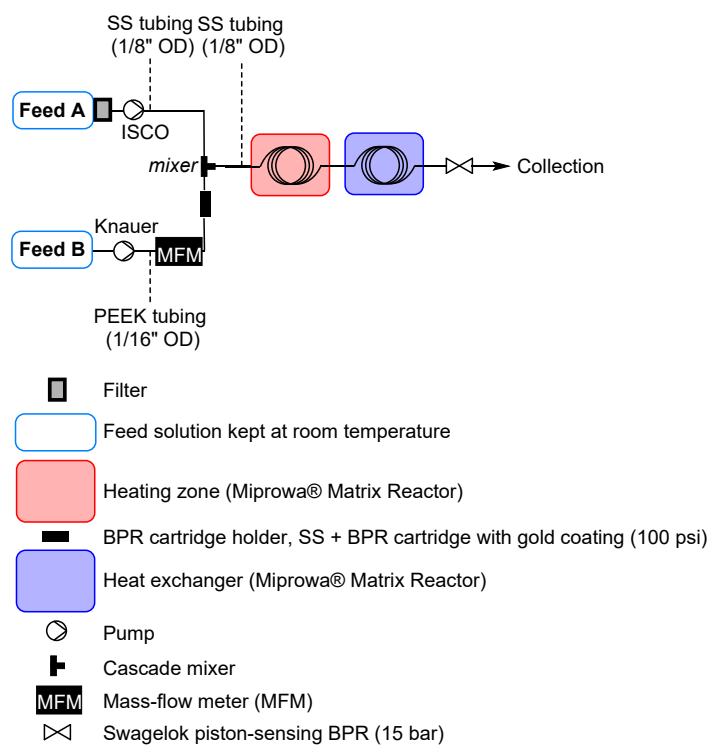 SS tubing SS tubing
(1/8" OD) (1/8" OD)
Feed A
ISCO
mixer
Collection
Knauer
Feed B
MFM
PEEK tubing
(1/16" OD)
Filter
Feed solution kept at room temperature
Heating zone (Miprowa® Matrix Reactor)
BPR cartridge holder, SS + BPR cartridge with gold coating (100 psi)
Heat exchanger (Miprowa® Matrix Reactor)
Pump
Cascade mixer
MFM Mass-flow meter (MFM)
Swagelok piston-sensing BPR (15 bar)